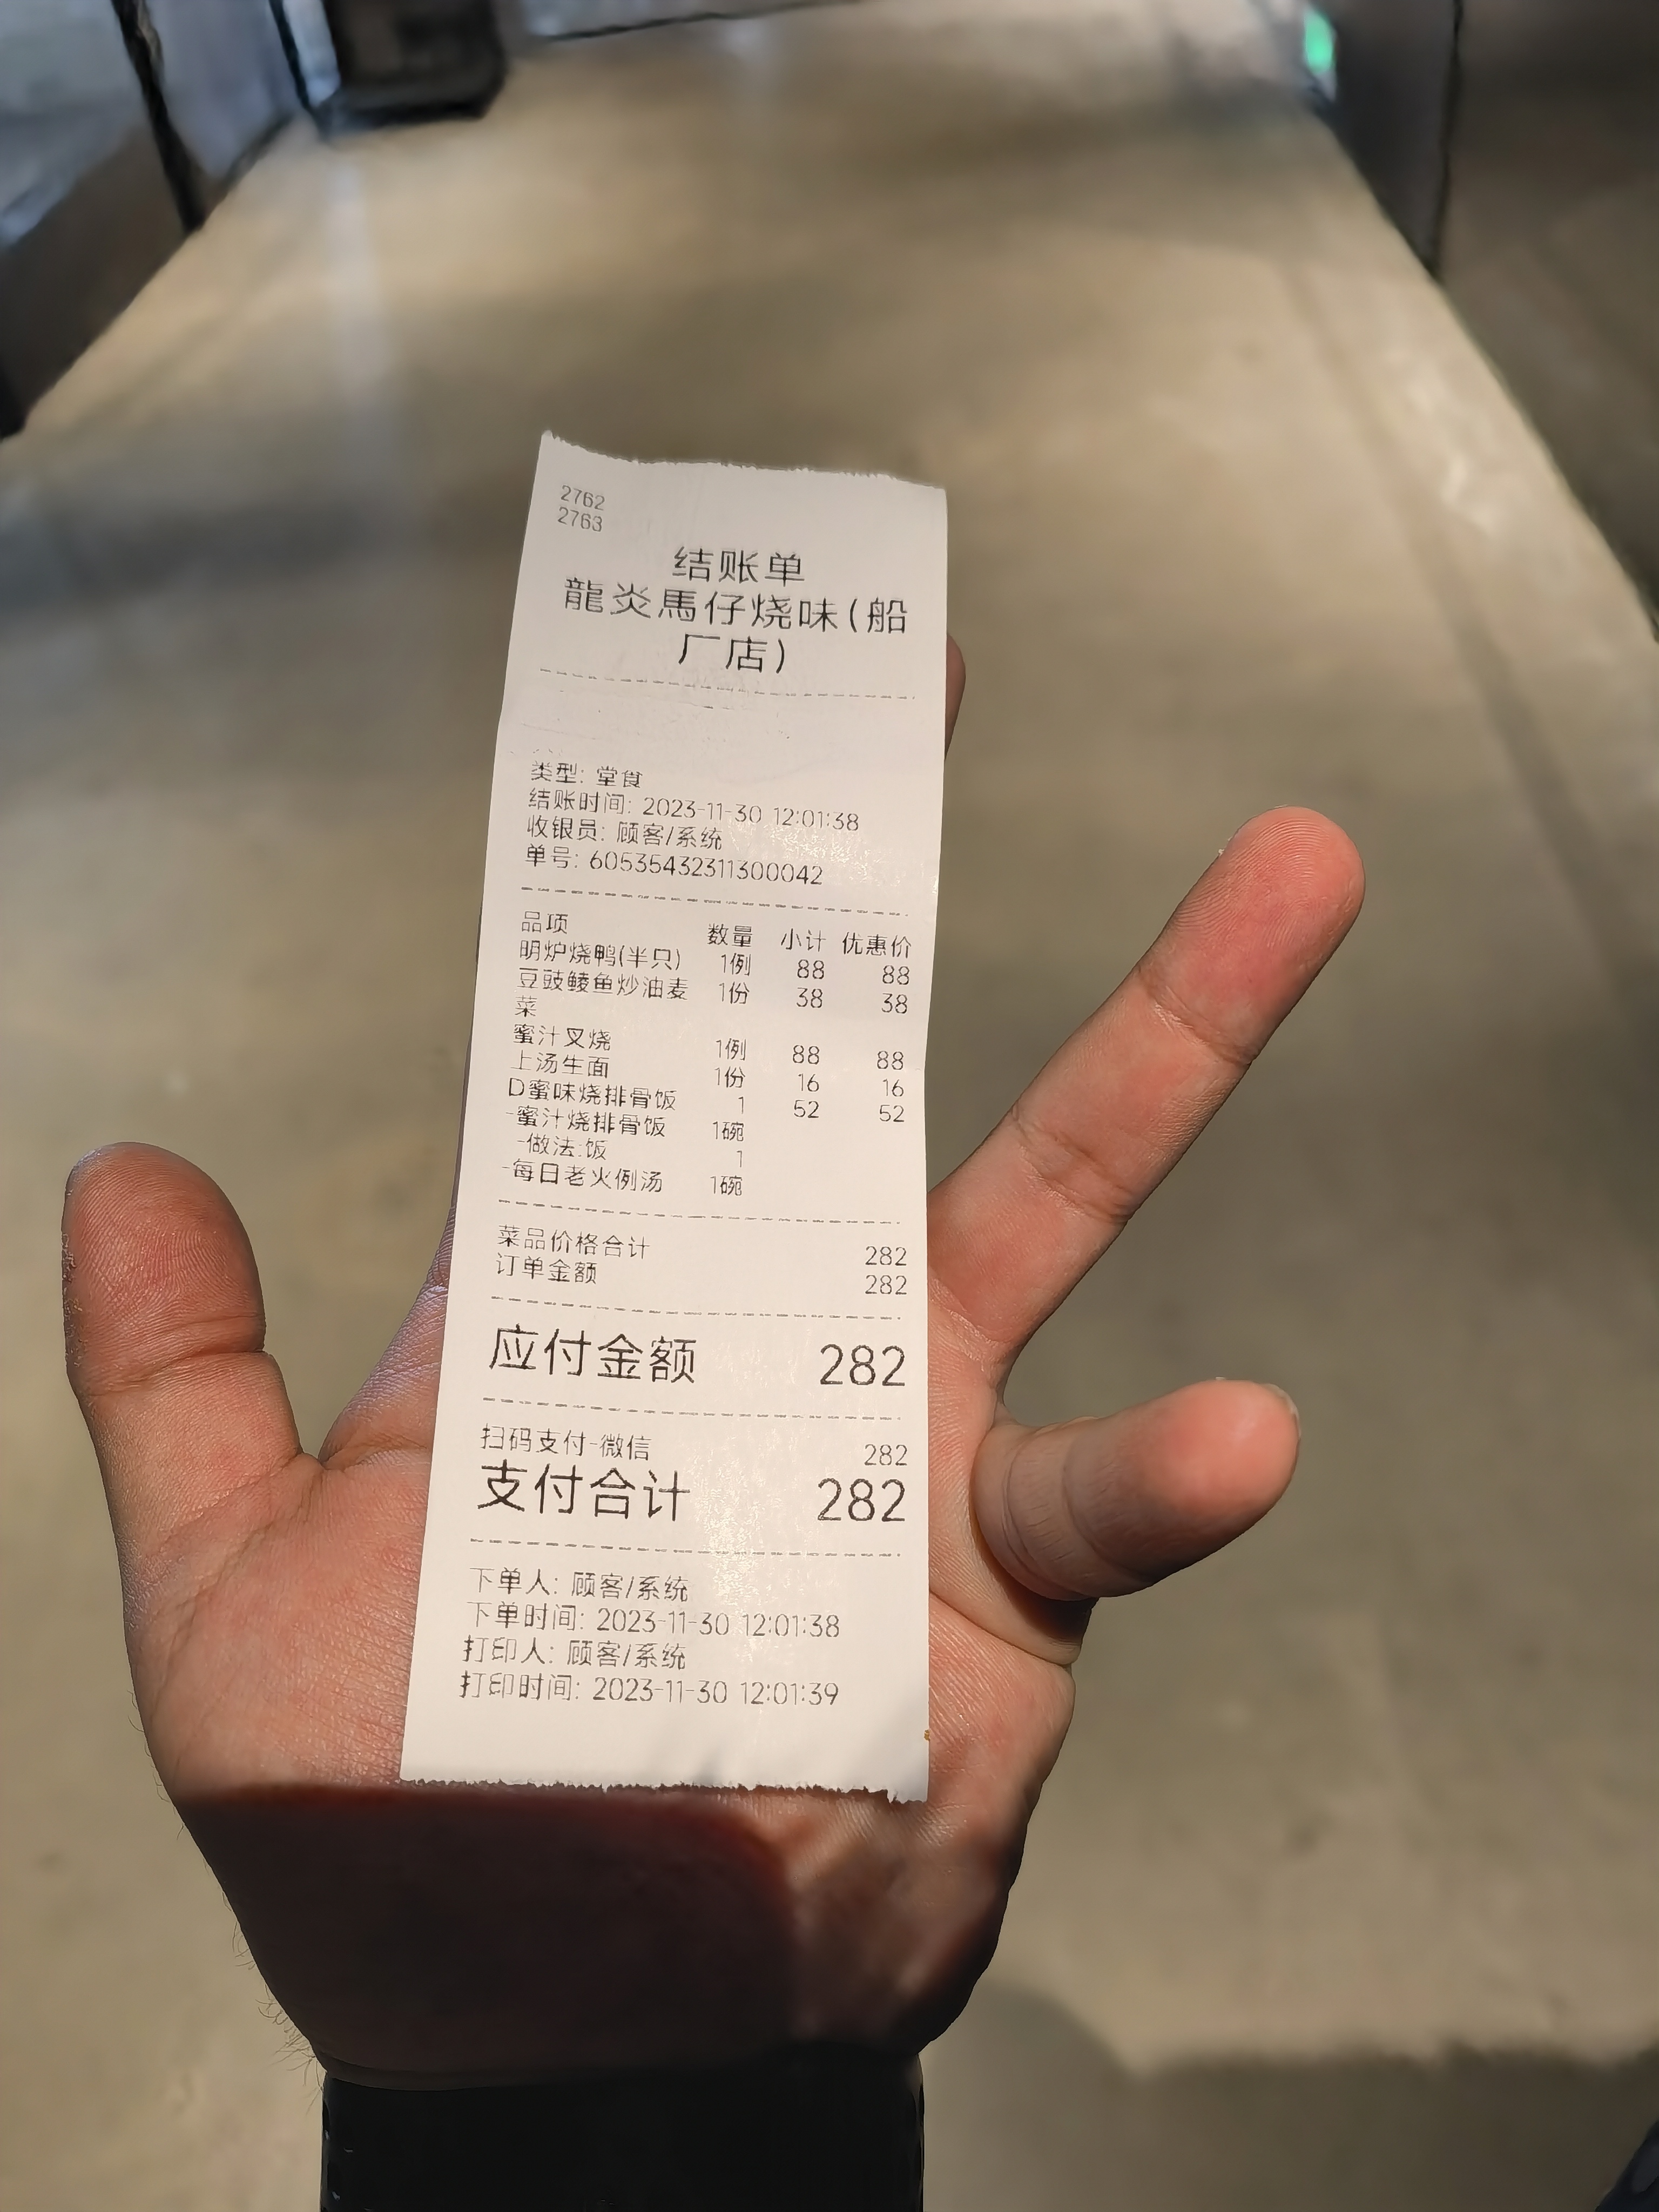 2762
2763
结账单
龍炎馬仔烧味(船
厂店)
类型: 堂食
结账时间: 2023-11-30 12:01:38
收银员: 顾客/系统
单号: 605354432311300042
品项 数量 小计 优惠价
明炉烧鸭(半只) 1例 88 88
豆豉鲮鱼炒油麦 1份 38 38
菜
蜜汁叉烧 1例 88 88
上汤生面 1份 16 16
D蜜味烧排骨饭 1 52 52
-蜜汁烧排骨饭 1碗
-做法:饭 1
-每日老火例汤 1碗
菜品价格合计 282
订单金额 282
应付金额 282
扫码支付-微信 282
支付合计 282
下单人: 顾客/系统
下单时间: 2023-11-30 12:01:38
打印人: 顾客/系统
打印时间: 2023-11-30 12:01:39